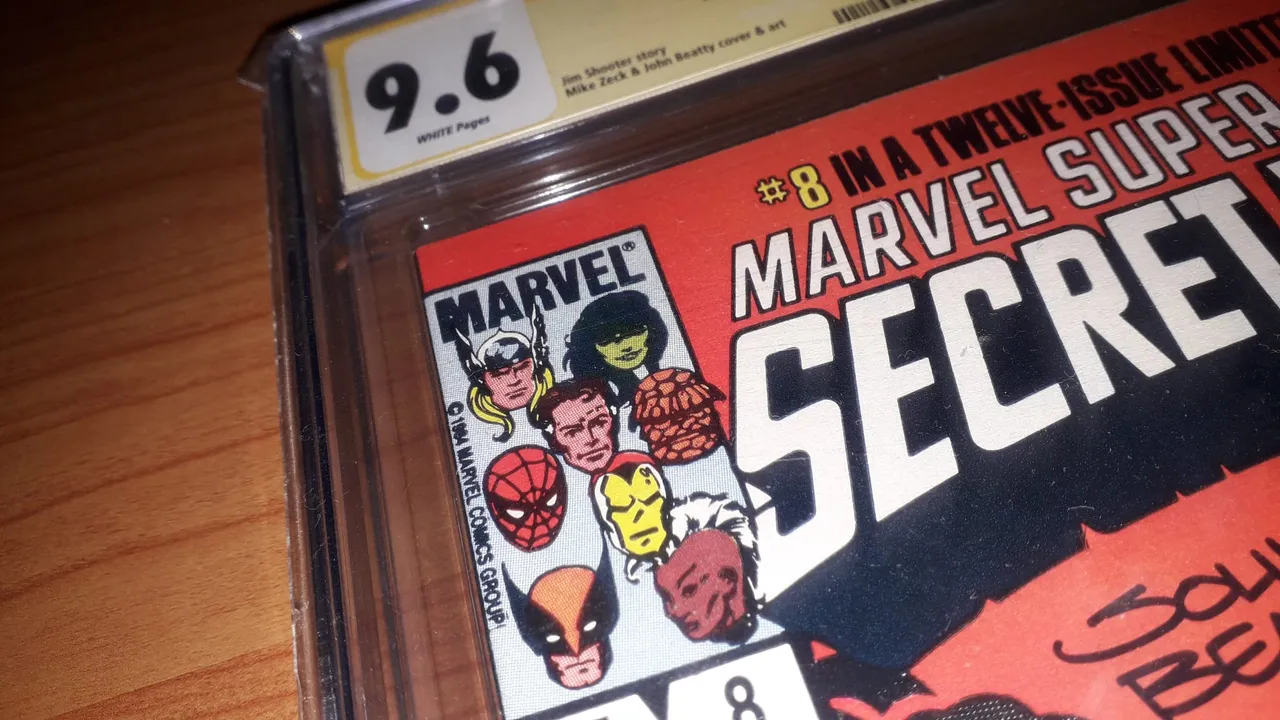 9.6
WHITE Pages
Jim Shooter story
Mike Zeck & John Beatty cover & art
#8 IN A TWELVE-ISSUE
MARVEL SUPER
SECRET
MARVEL®
© 1984 MARVEL COMICS GROUP
8